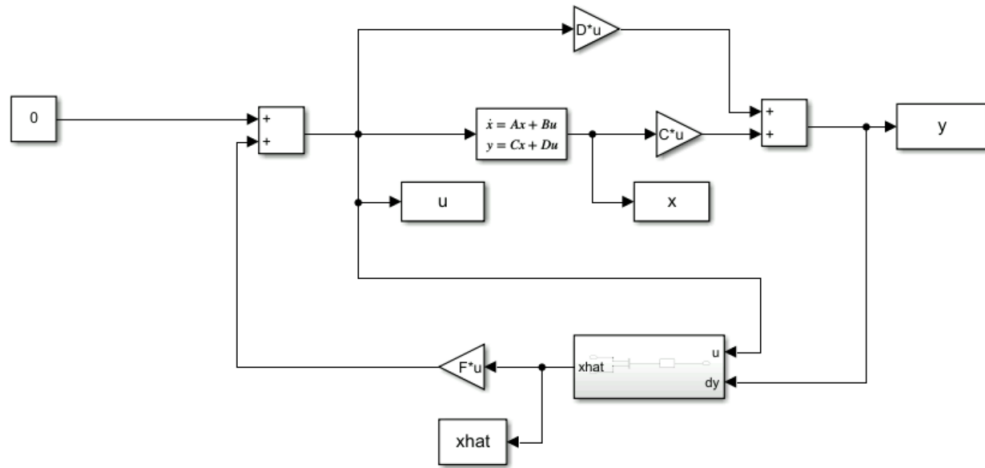 D*u
0
+
+
ẋ = Ax + Bu
y = Cx + Du
C*u
+
+
y
u
x
F*u
xhat
u
dy
xhat